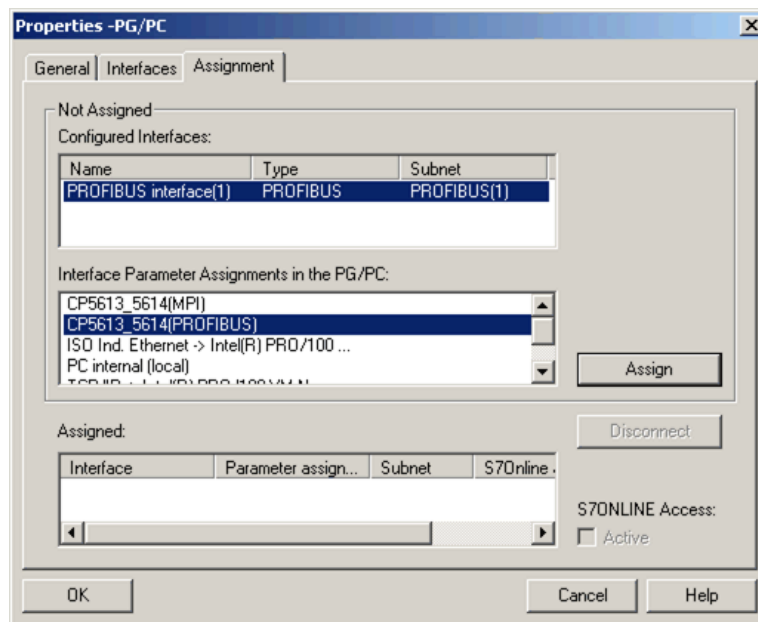 Properties -PG/PC
General Interfaces Assignment
Not Assigned
Configured Interfaces:
Name Type Subnet
PROFIBUS interface(1) PROFIBUS PROFIBUS(1)
Interface Parameter Assignments in the PG/PC:
CP5613_5614(MPI)
CP5613_5614(PROFIBUS)
ISO Ind. Ethernet -> Intel(R) PRO/100 ...
PC internal (local)
Assign
Assigned:
Disconnect
Interface Parameter assign... Subnet S7Online
S7ONLINE Access:
Active
OK Cancel Help